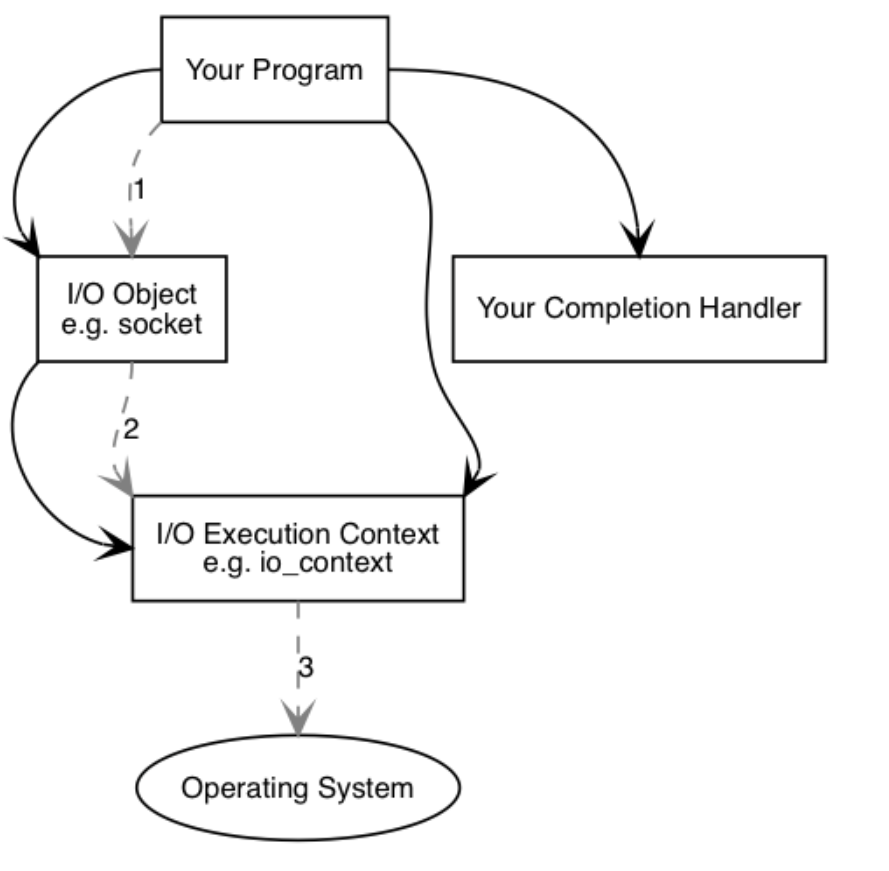 Your Program
1
I/O Object
e.g. socket
Your Completion Handler
2
I/O Execution Context
e.g. io_context
3
Operating System